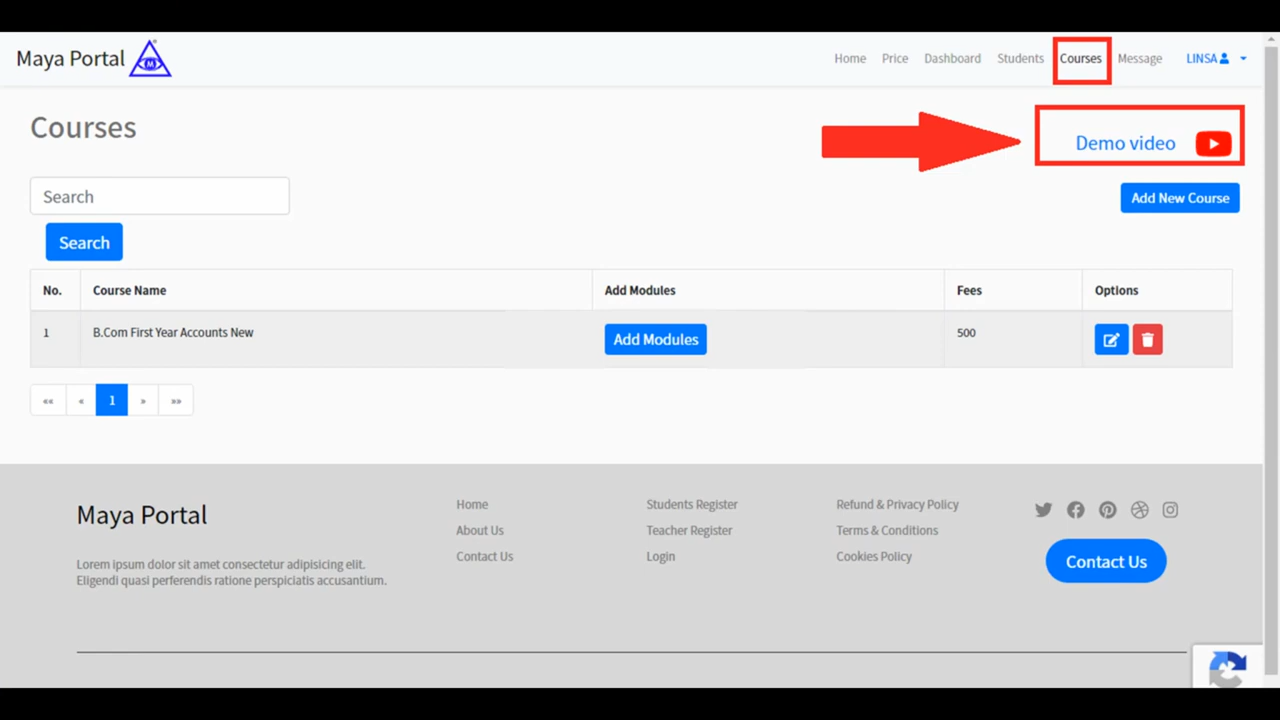 Maya Portal
Home Price Dashboard Students Courses Message LINSA
Courses
Demo video
Search
Add New Course
Search
No. Course Name Add Modules Fees Options
1 B.Com First Year Accounts New Add Modules 500
«« « 1 » »»
Maya Portal
Home Students Register Refund & Privacy Policy
About Us Teacher Register Terms & Conditions
Contact Us Login Cookies Policy
Contact Us
Lorem ipsum dolor sit amet consectetur adipisicing elit.
Eligendi quasi perferendis ratione perspiciatis accusantium.